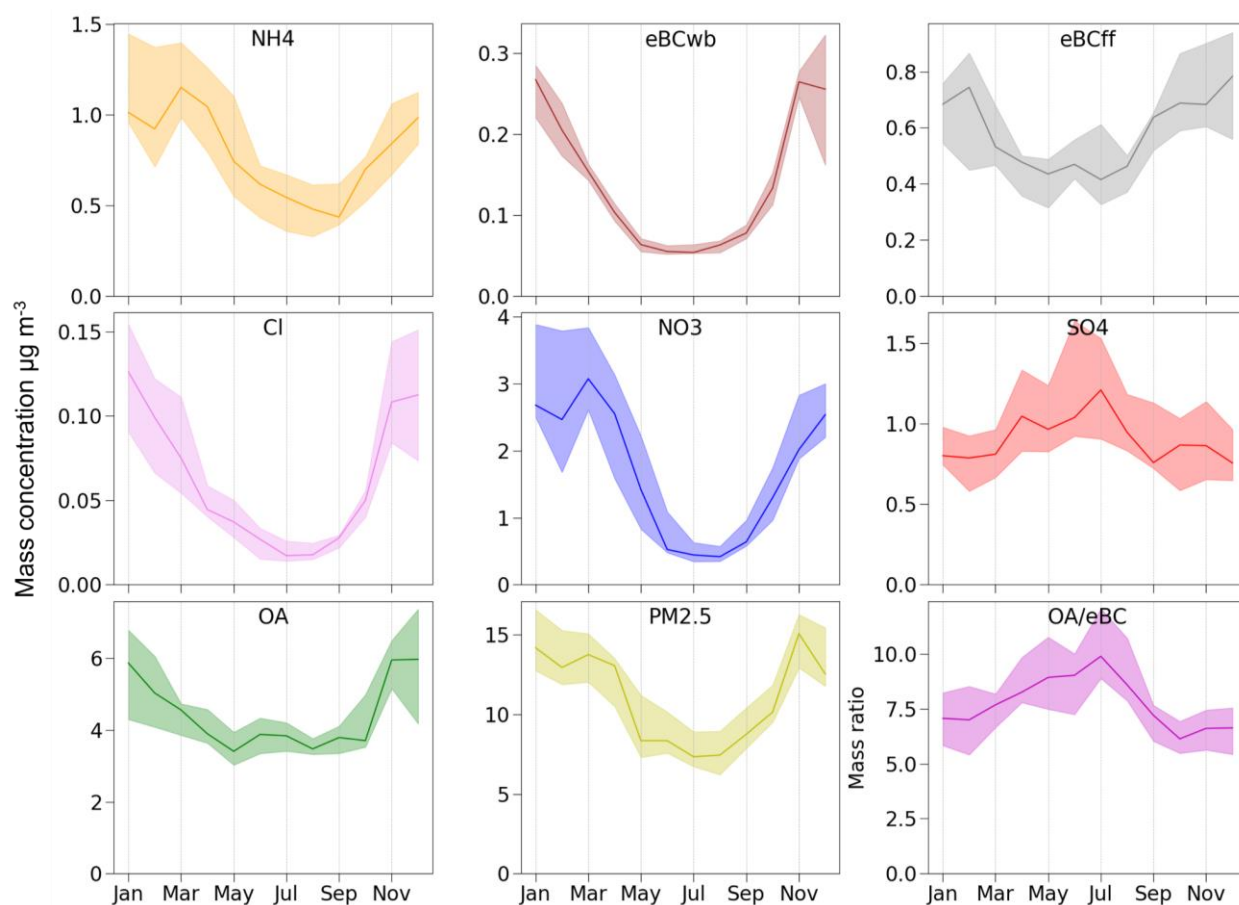 NH4
eBCwb
eBCff
1.5
1.0
0.5
0.0
0.3
0.2
0.1
0.0
0.8
0.6
0.4
0.2
0.0
Mass concentration µg m-3
Cl
NO3
SO4
0.15
0.10
0.05
0.00
4
3
2
1
0
1.5
1.0
0.5
0.0
OA
PM2.5
OA/eBC
6
4
2
0
15
10
5
0
Mass ratio
10.0
7.5
5.0
2.5
0.0
Jan Mar May Jul Sep Nov
Jan Mar May Jul Sep Nov
Jan Mar May Jul Sep Nov